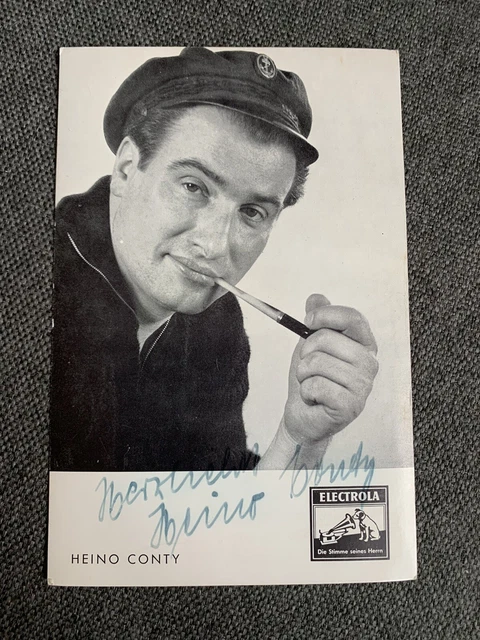 Herzlichst Heino Conty
ELECTROLA
Die Stimme seines Herrn
HEINO CONTY